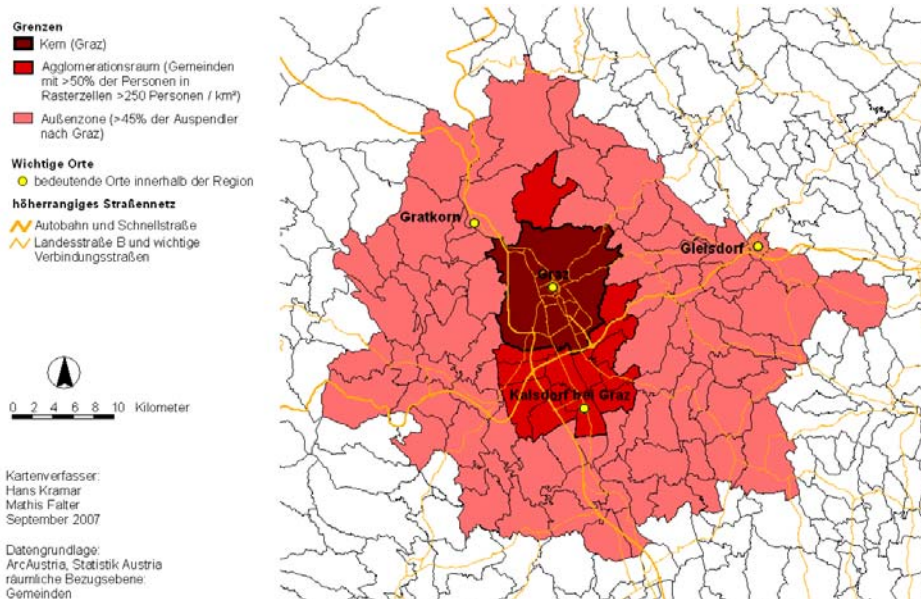 Grenzen
Kern (Graz)
Agglomerationsraum (Gemeinden
mit >50% der Personen in
Rasterzellen >250 Personen / km²)
Außenzone (>45% der Auspendler
nach Graz)
Wichtige Orte
bedeutende Orte innerhalb der Region
höherrangiges Straßennetz
Autobahn und Schnellstraße
Landesstraße B und wichtige
Verbindungsstraßen
0 2 4 6 8 10 Kilometer
Kartenverfasser:
Hans Kramar
Mathis Falter
September 2007
Datengrundlage:
ArcAustria, Statistik Austria
räumliche Bezugsebene:
Gemeinden
Gratkorn
Gleisdorf
Graz
Kalsdorf bei Graz